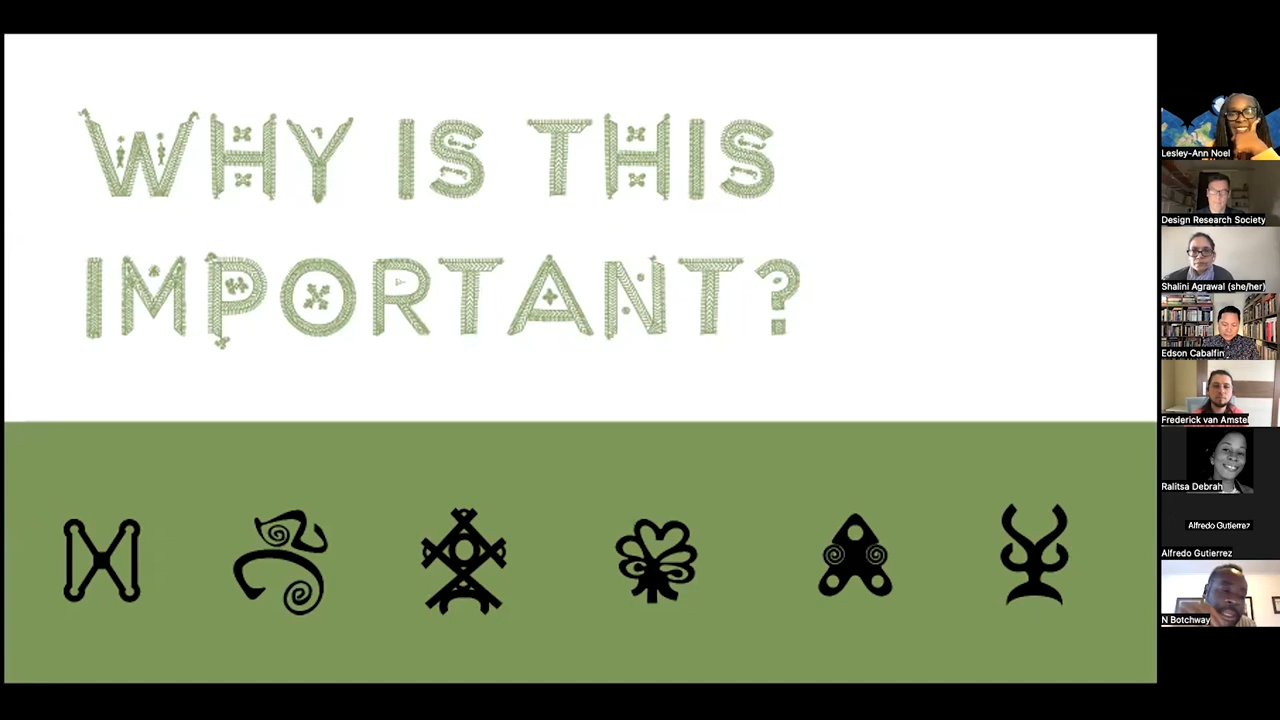 WHY IS THIS
IMPORTANT?
Lesley-Ann Noel
Design Research Society
Shalini Agrawal (she/her)
Edson Cabalfin
Frederick van Amstel
Ralitsa Debrah
Alfredo Gutierrez
Alfredo Gutierrez
N Botchway